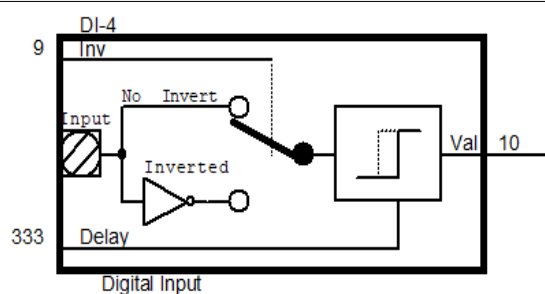 DI-4
9 Inv
No Invert
Input
Inverted
Val 10
333 Delay
Digital Input